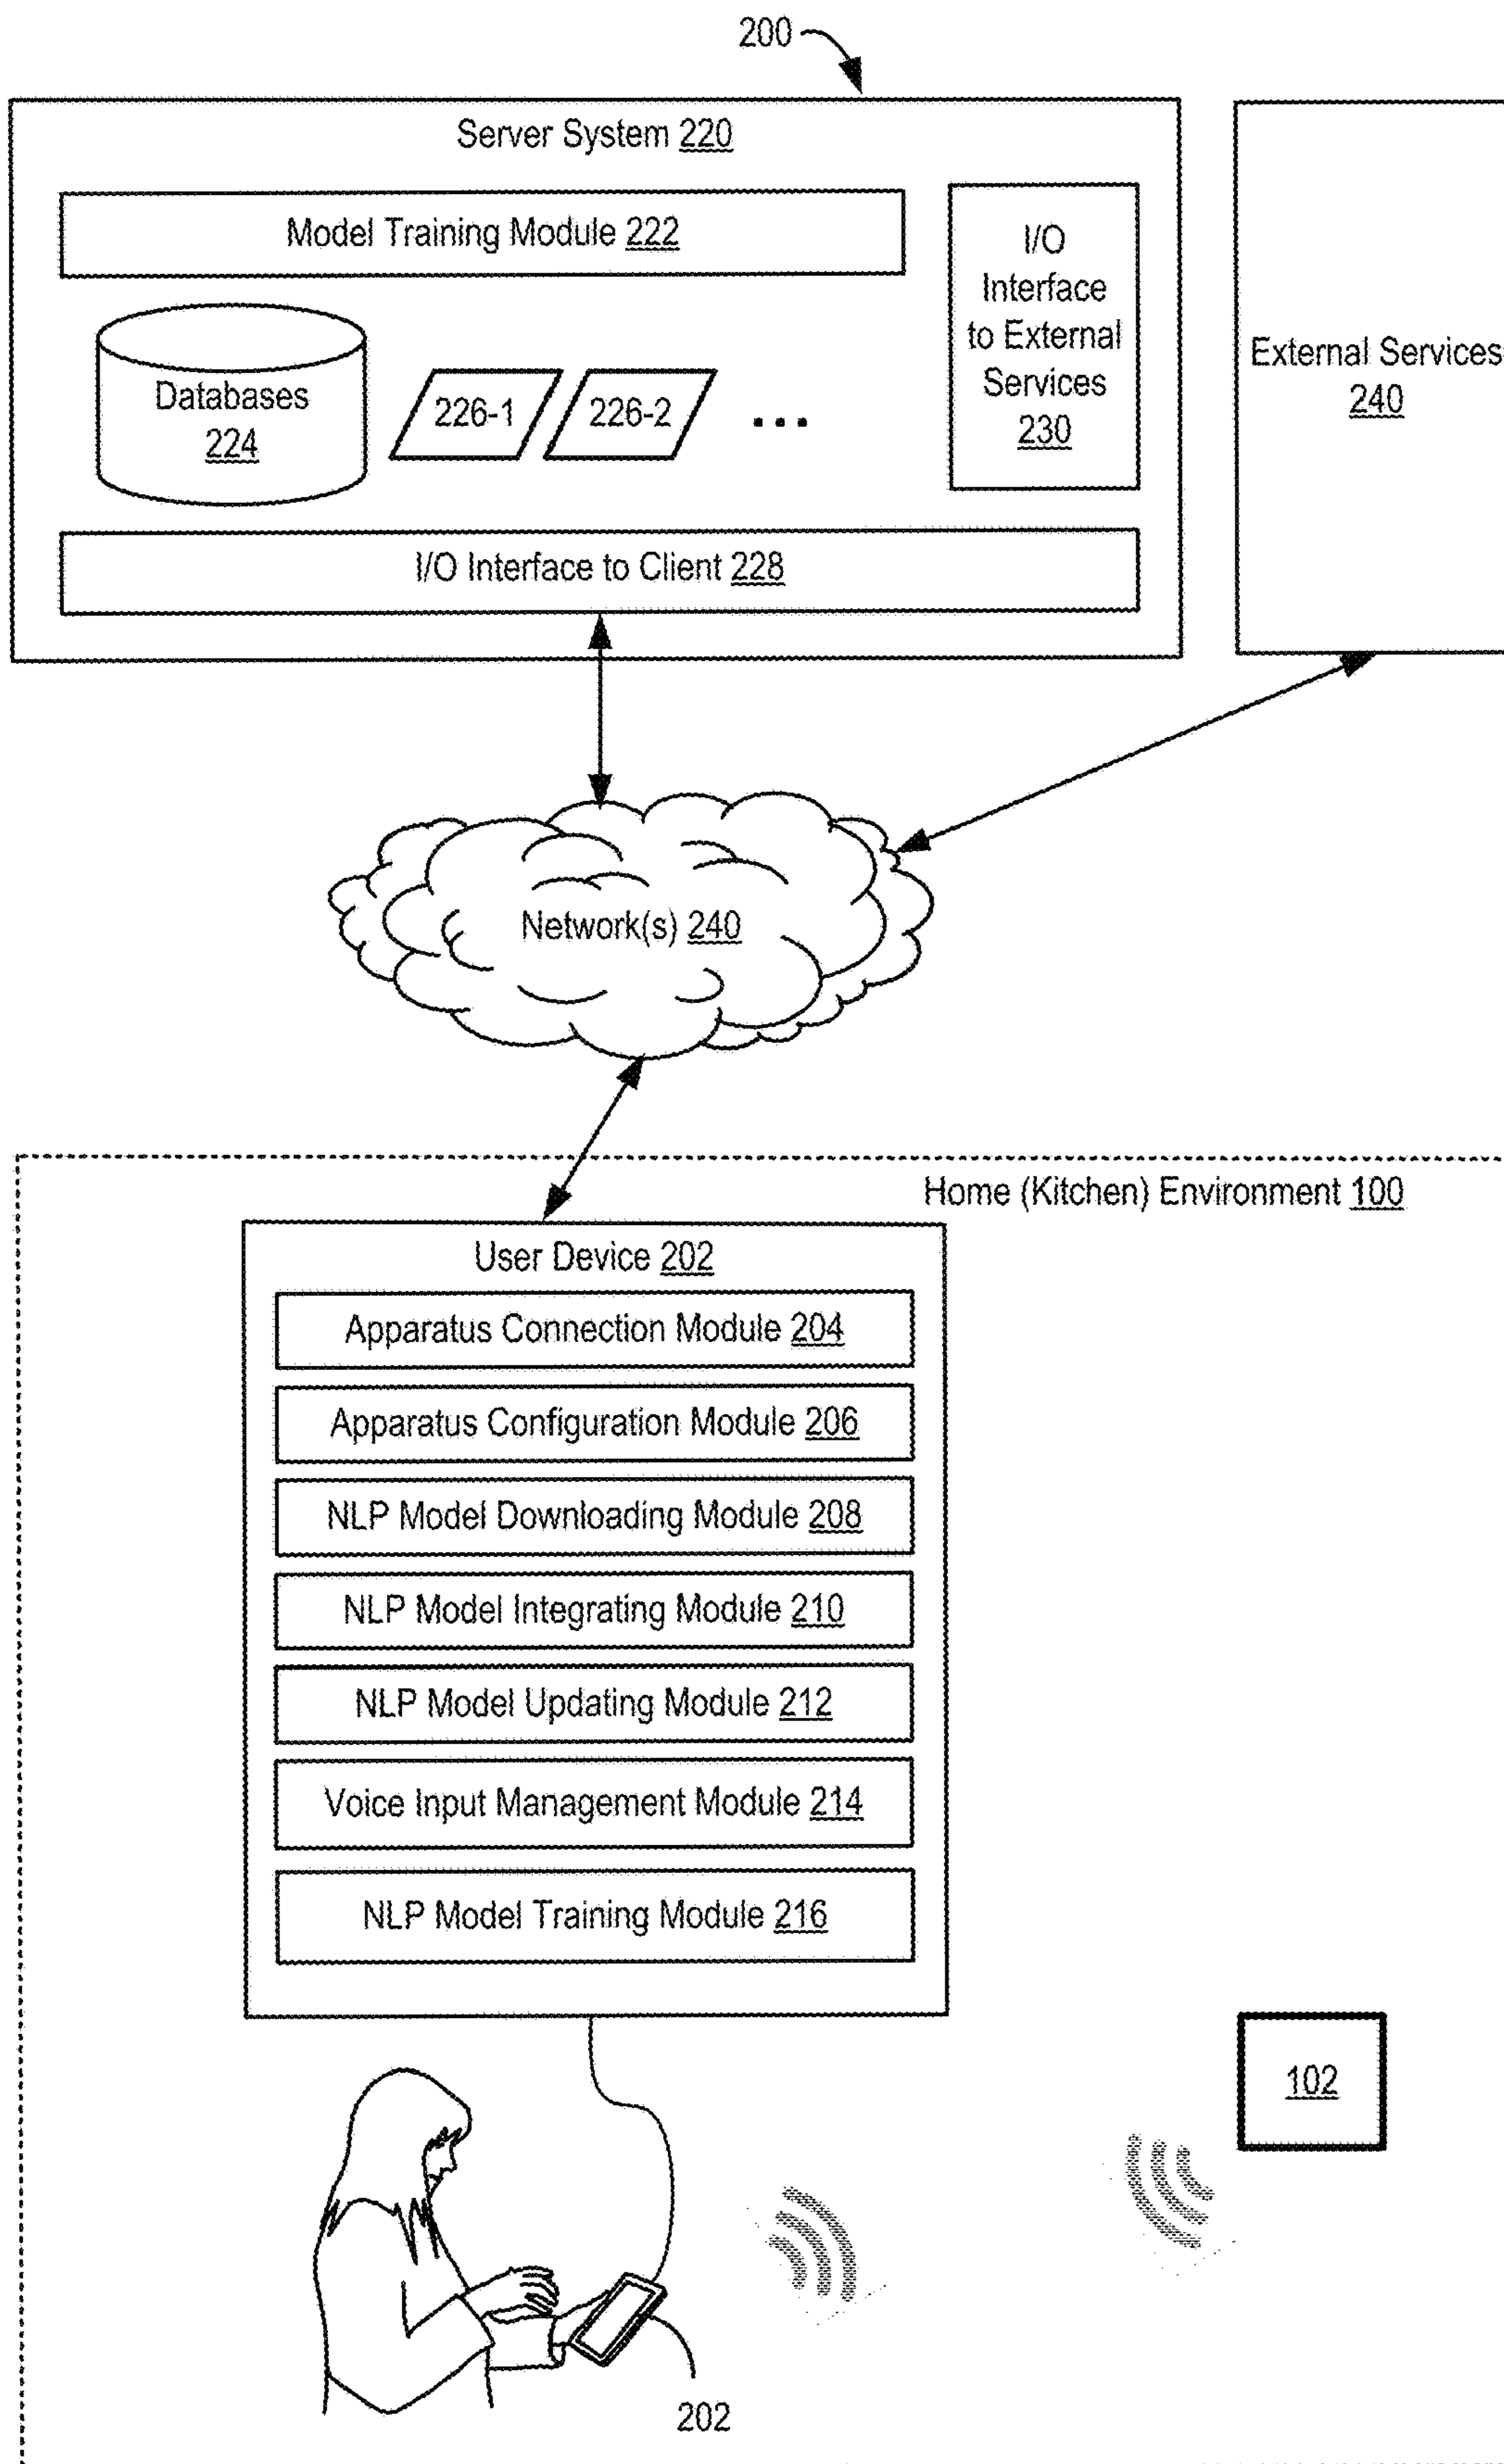 200
Server System 220
Model Training Module 222
I/O
Interface
to External
Services
230
Databases
224
226-1
226-2
...
I/O Interface to Client 228
External Services
240
Network(s) 240
Home (Kitchen) Environment 100
User Device 202
Apparatus Connection Module 204
Apparatus Configuration Module 206
NLP Model Downloading Module 208
NLP Model Integrating Module 210
NLP Model Updating Module 212
Voice Input Management Module 214
NLP Model Training Module 216
102
202